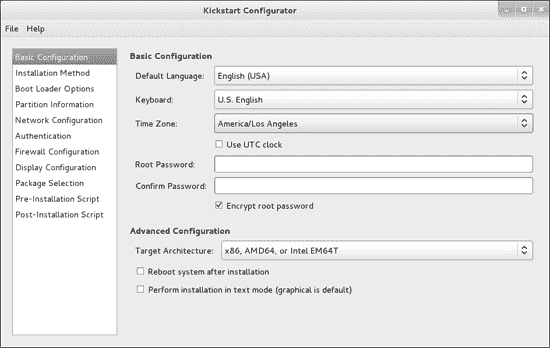 Kickstart Configurator
File Help
Basic Configuration
Installation Method
Boot Loader Options
Partition Information
Network Configuration
Authentication
Firewall Configuration
Display Configuration
Package Selection
Pre-Installation Script
Post-Installation Script
Basic Configuration
Default Language: English (USA)
Keyboard: U.S. English
Time Zone: America/Los Angeles
Use UTC clock
Root Password:
Confirm Password:
Encrypt root password
Advanced Configuration
Target Architecture: x86, AMD64, or Intel EM64T
Reboot system after installation
Perform installation in text mode (graphical is default)